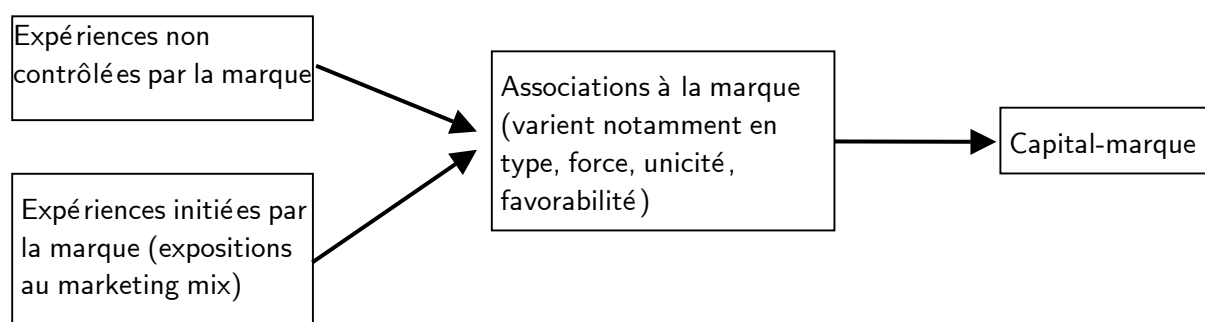 Expériences non
contrôlées par la marque
Expériences initiées par
la marque (expositions
au marketing mix)
Associations à la marque
(varient notamment en
type, force, unicité,
favorabilité)
Capital-marque